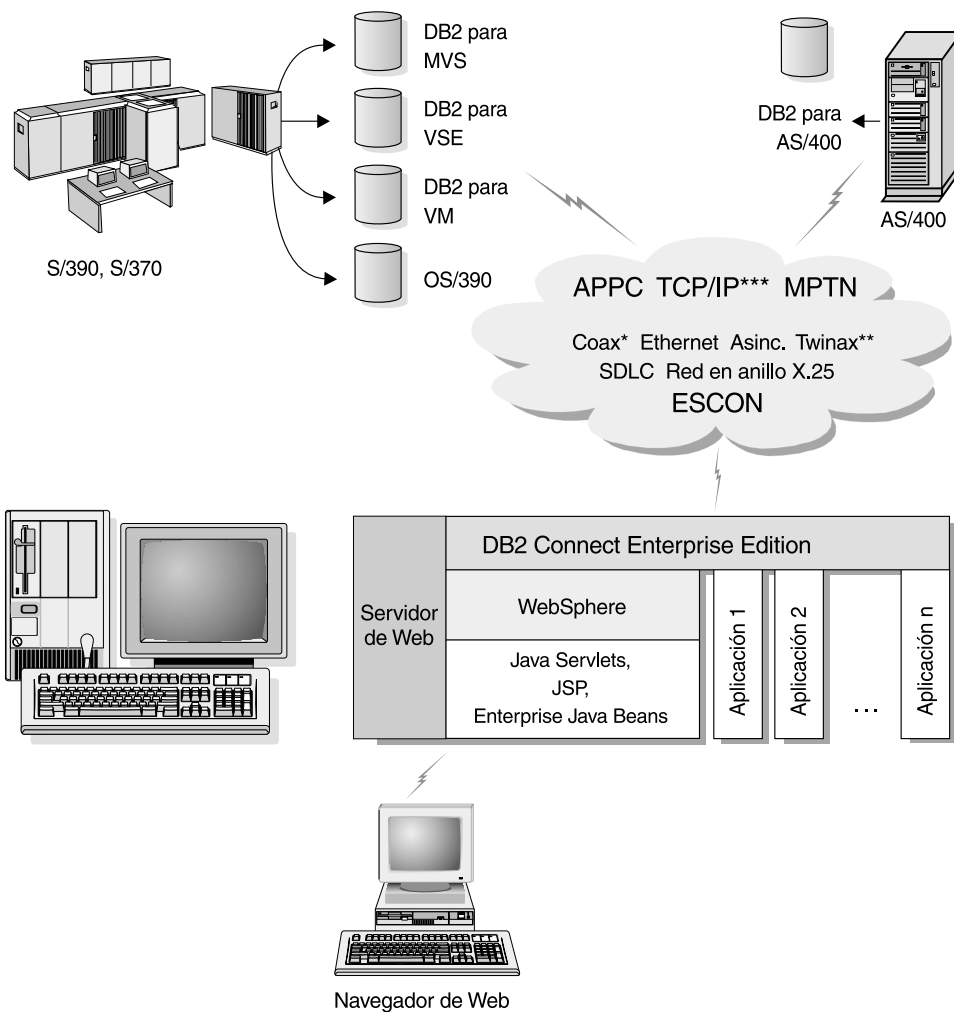 DB2 para
MVS
DB2 para
VSE
DB2 para
VM
OS/390
S/390, S/370
DB2 para
AS/400
AS/400
APPC TCP/IP*** MPTN
Coax* Ethernet Asinc. Twinax**
SDLC Red en anillo X.25
ESCON
DB2 Connect Enterprise Edition
Servidor
de Web
WebSphere
Java Servlets,
JSP,
Enterprise Java Beans
Aplicación 1
Aplicación 2
...
Aplicación n
Navegador de Web